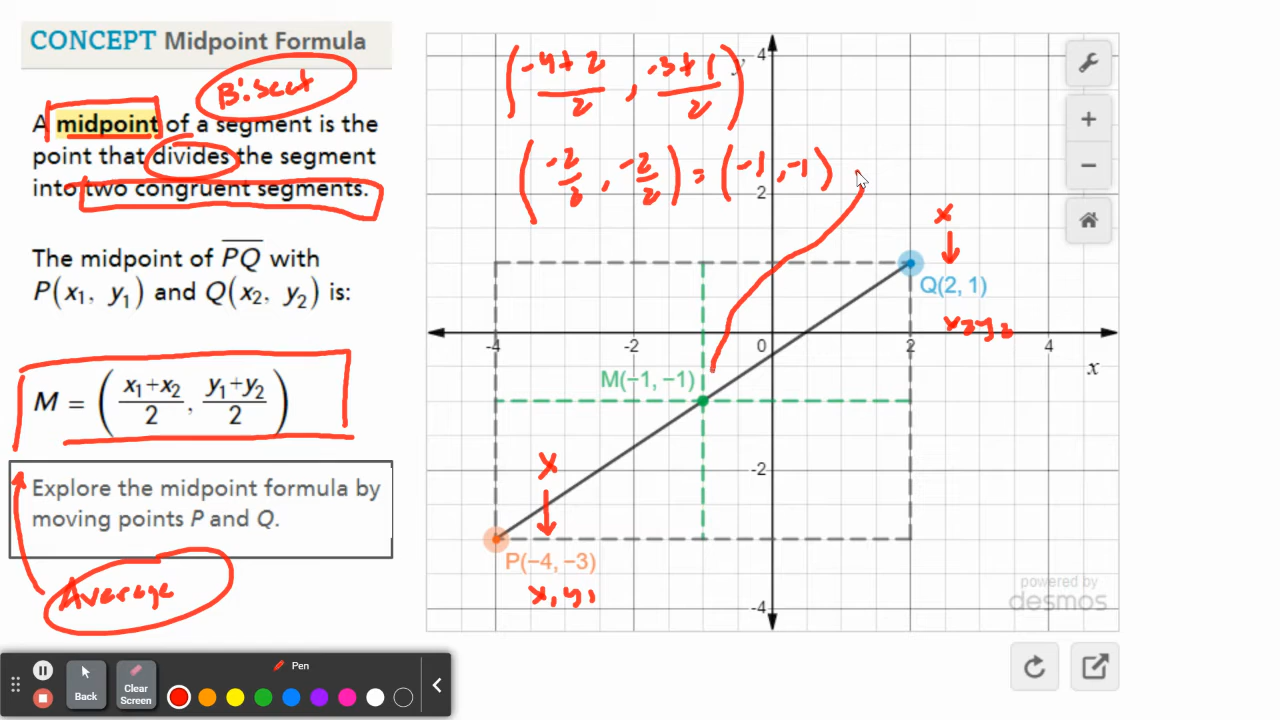 CONCEPT Midpoint Formula
Bisect
A midpoint of a segment is the
point that divides the segment
into two congruent segments.
The midpoint of PQ with
P(x₁, y₁) and Q(x₂, y₂) is:
M = (x₁+x₂/2, y₁+y₂/2)
Explore the midpoint formula by
moving points P and Q.
Average
(-4+2/2, -3+1/2)
(-2/2, -2/2) = (-1, -1)
y
4
2
x
Q(2, 1)
x₂y₂
-4 -2 0 2 4
x
M(−1, −1)
-2
x
P(−4, −3)
x₁y₁
-4
powered by
desmos
Pen
Back
Clear
Screen